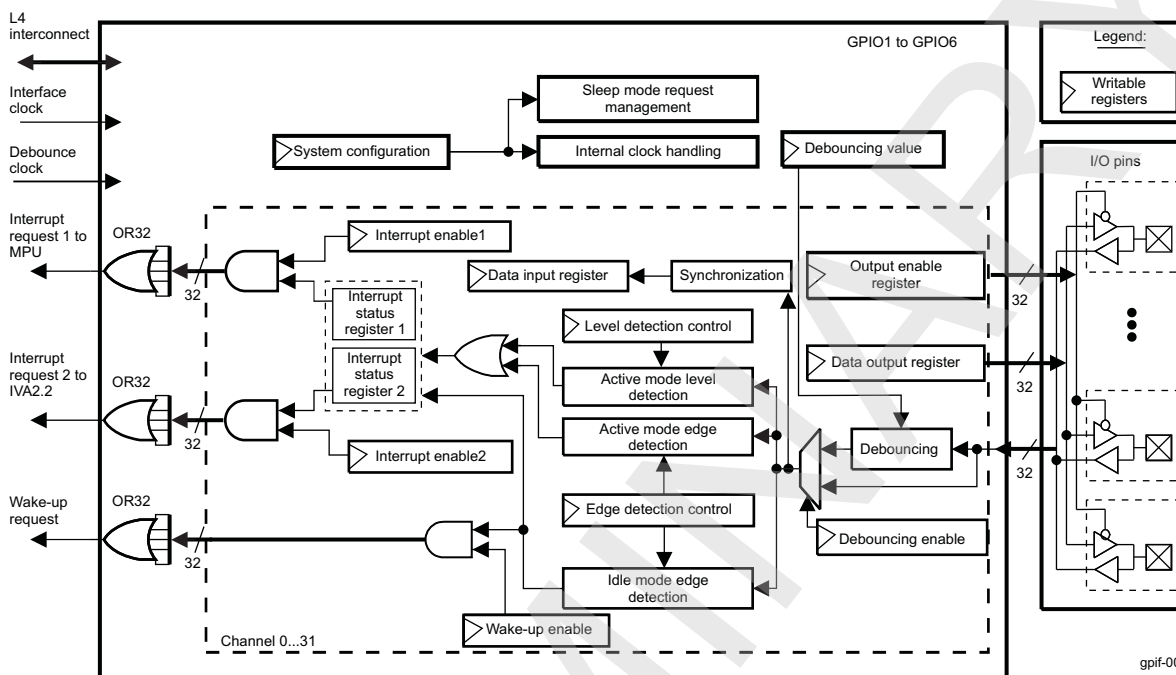 L4
interconnect
GPIO1 to GPIO6
Legend:
Writable
registers
Interface
clock
Sleep mode request
management
Debounce
clock
System configuration
Internal clock handling
Debouncing value
I/O pins
Interrupt
request 1 to
MPU
OR32
32
Interrupt enable1
Data input register
Synchronization
Output enable
register
32
Interrupt
status
register 1
Level detection control
Data output register
32
Interrupt
request 2 to
IVA2.2
OR32
32
Interrupt
status
register 2
Active mode level
detection
Active mode edge
detection
Debouncing
32
Interrupt enable2
Wake-up
request
OR32
32
Edge detection control
Debouncing enable
Idle mode edge
detection
Wake-up enable
Channel 0...31
gpif-00